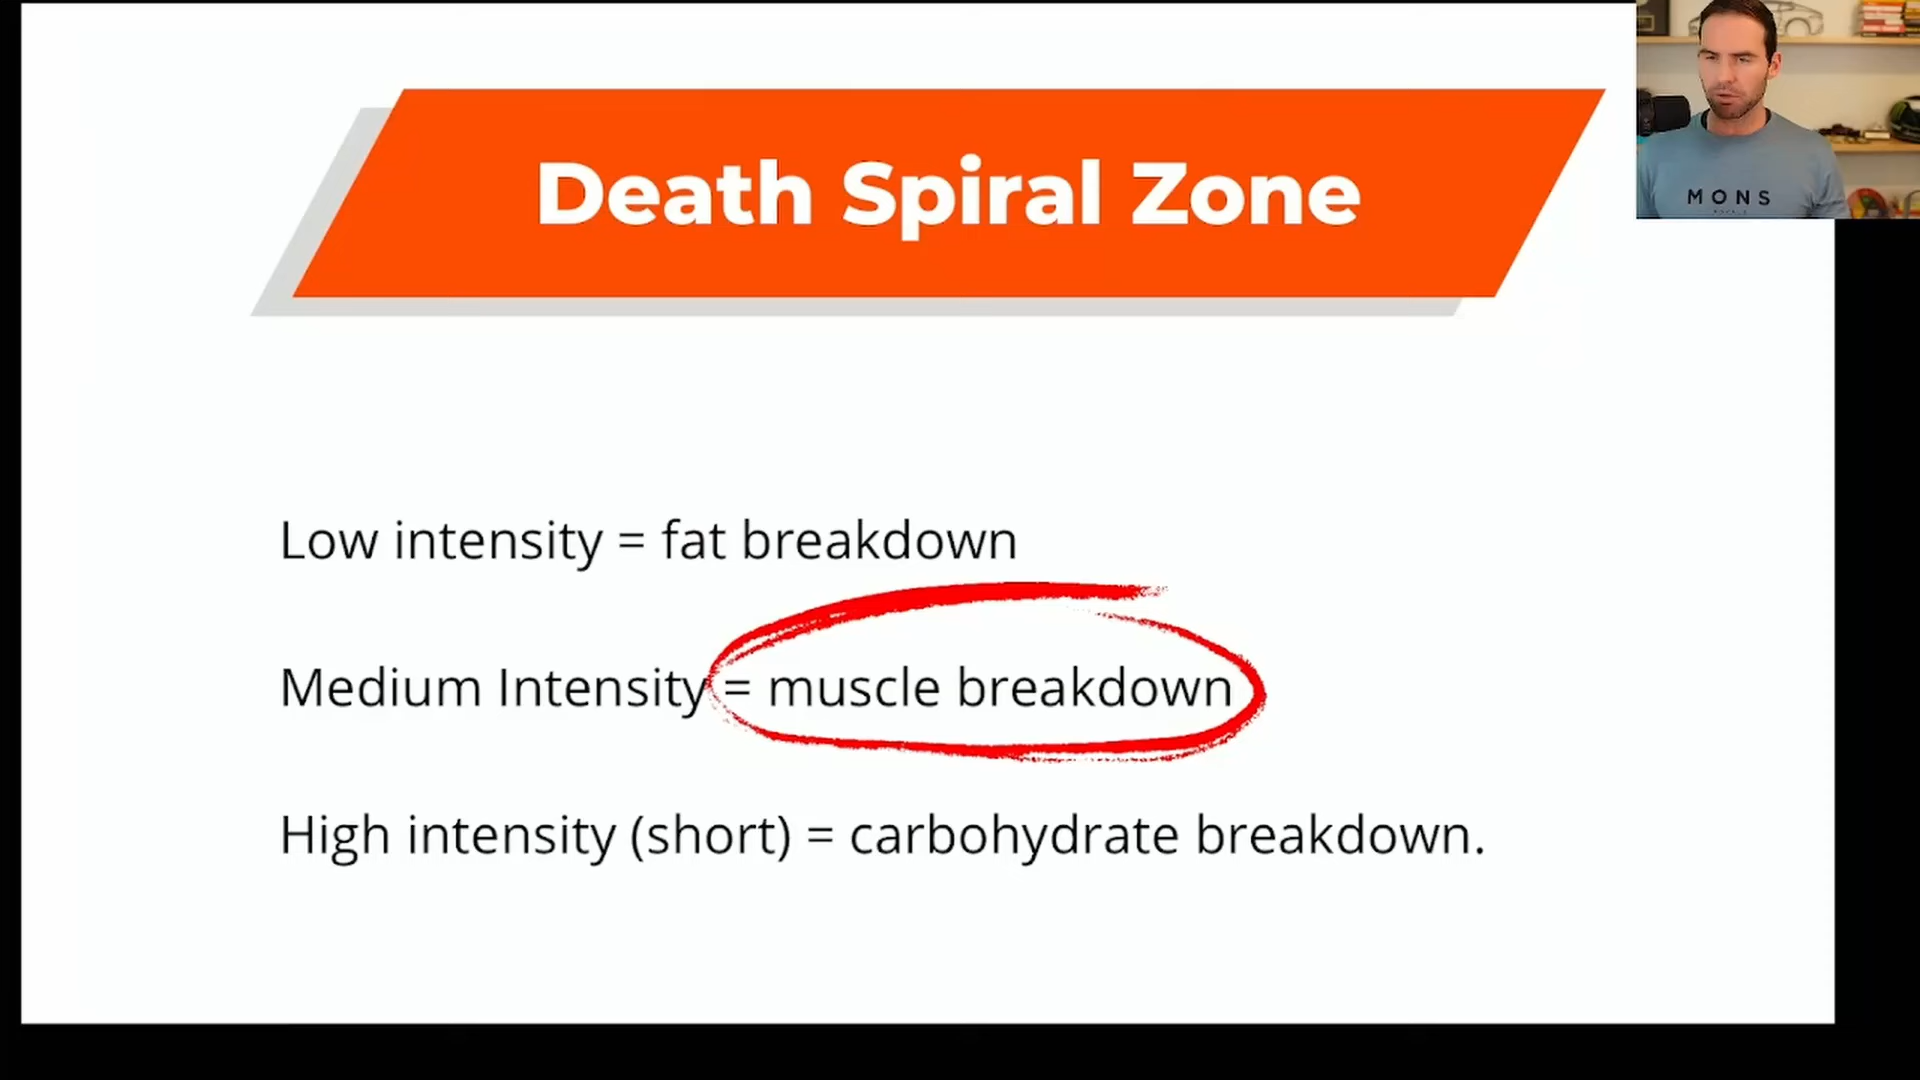 Death Spiral Zone
MONS
Low intensity = fat breakdown
Medium Intensity = muscle breakdown
High intensity (short) = carbohydrate breakdown.